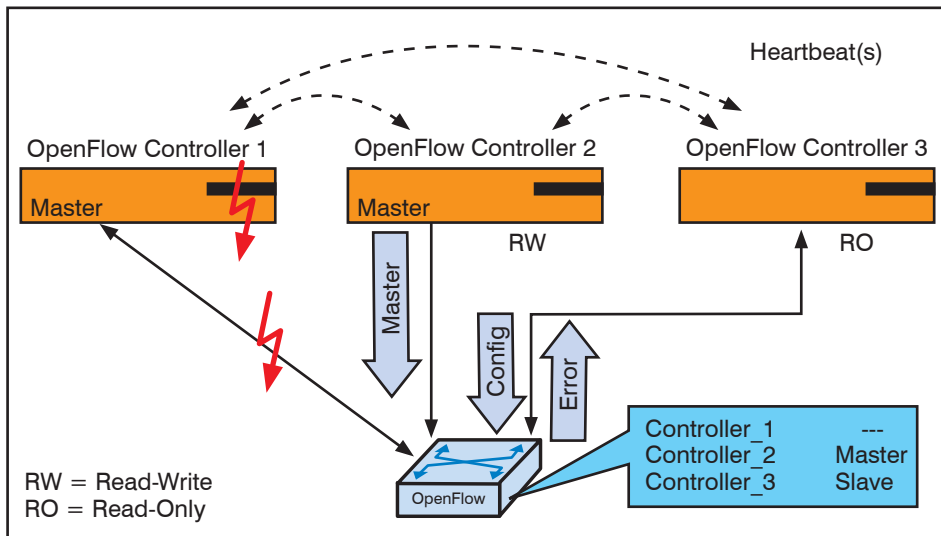 Heartbeat(s)
OpenFlow Controller 1
OpenFlow Controller 2
OpenFlow Controller 3
Master
Master
RW
RO
Master
Config
Error
Controller_1 ---
Controller_2 Master
Controller_3 Slave
OpenFlow
RW = Read-Write
RO = Read-Only